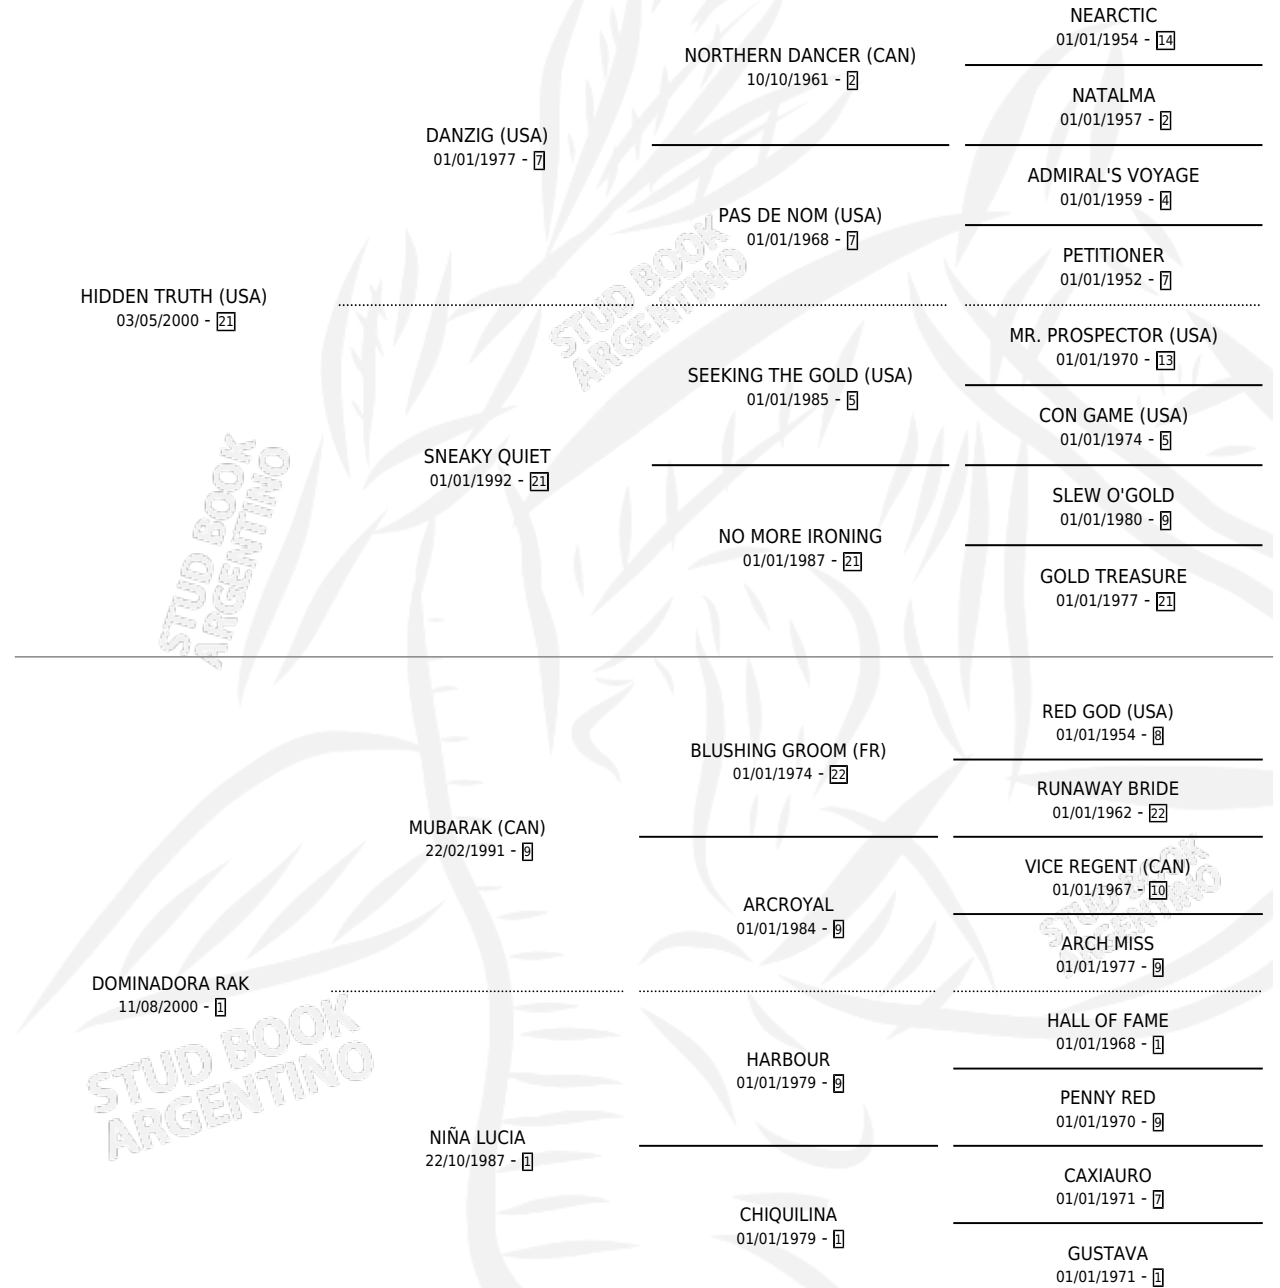 NEARCTIC
01/01/1954 - 14
NORTHERN DANCER (CAN)
10/10/1961 - 2
NATALMA
01/01/1957 - 2
DANZIG (USA)
01/01/1977 - 7
ADMIRAL'S VOYAGE
01/01/1959 - 4
PAS DE NOM (USA)
01/01/1968 - 7
PETITIONER
01/01/1952 - 7
HIDDEN TRUTH (USA)
03/05/2000 - 21
STUD BOOK
ARGENTINO
MR. PROSPECTOR (USA)
01/01/1970 - 13
SEEKING THE GOLD (USA)
01/01/1985 - 5
CON GAME (USA)
01/01/1974 - 5
SNEAKY QUIET
01/01/1992 - 21
SLEW O'GOLD
01/01/1980 - 9
NO MORE IRONING
01/01/1987 - 21
GOLD TREASURE
01/01/1977 - 21
STUD BOOK
ARGENTINO
RED GOD (USA)
01/01/1954 - 8
BLUSHING GROOM (FR)
01/01/1974 - 22
RUNAWAY BRIDE
01/01/1962 - 22
MUBARAK (CAN)
22/02/1991 - 9
VICE REGENT (CAN)
01/01/1967 - 10
STUD BOOK
ARGENTINO
ARCROYAL
01/01/1984 - 9
ARCH MISS
01/01/1977 - 9
DOMINADORA RAK
11/08/2000 - 1
HALL OF FAME
01/01/1968 - 1
HARBOUR
01/01/1979 - 9
PENNY RED
01/01/1970 - 9
STUD BOOK
ARGENTINO
NIÑA LUCIA
22/10/1987 - 1
CAXIAURO
01/01/1971 - 7
CHIQUILINA
01/01/1979 - 1
GUSTAVA
01/01/1971 - 1